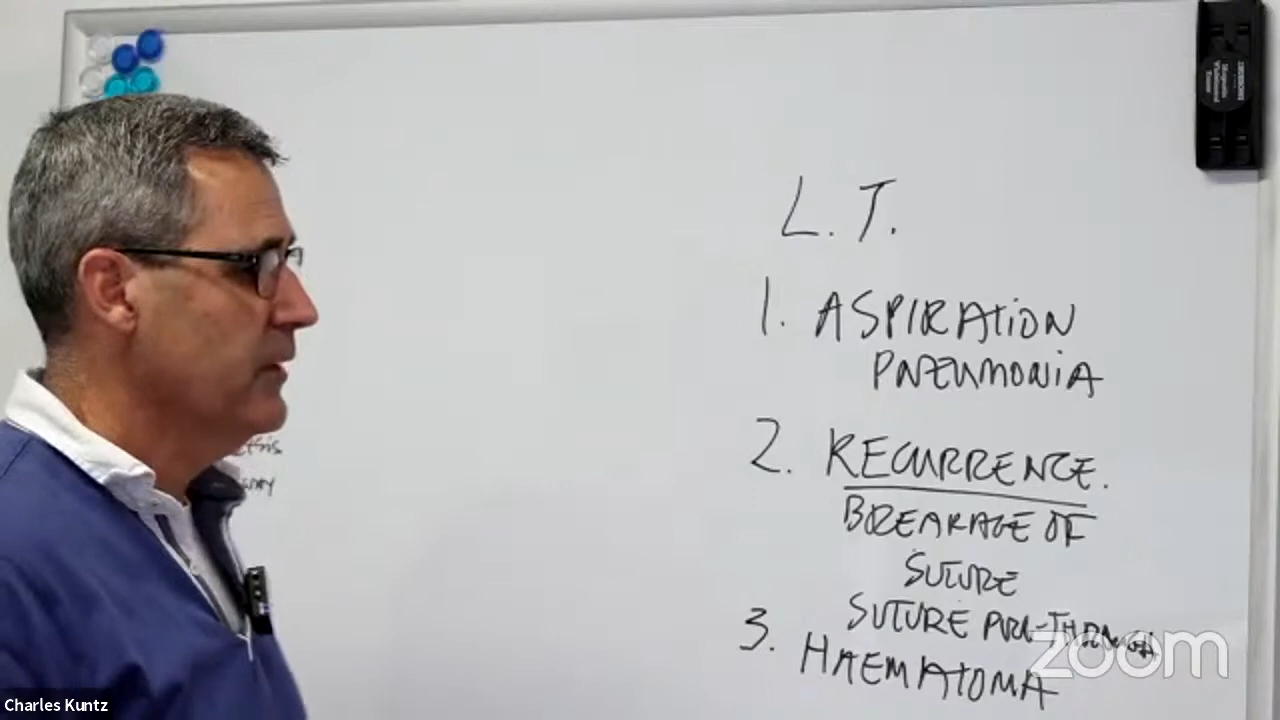 L.T.
1. ASPIRATION
PNEUMONIA
2. RECURRENCE.
BREAKAGE OF
SUTURE
SUTURE PULL-THROUGH
3. HAEMATOMA
zoom
Charles Kuntz